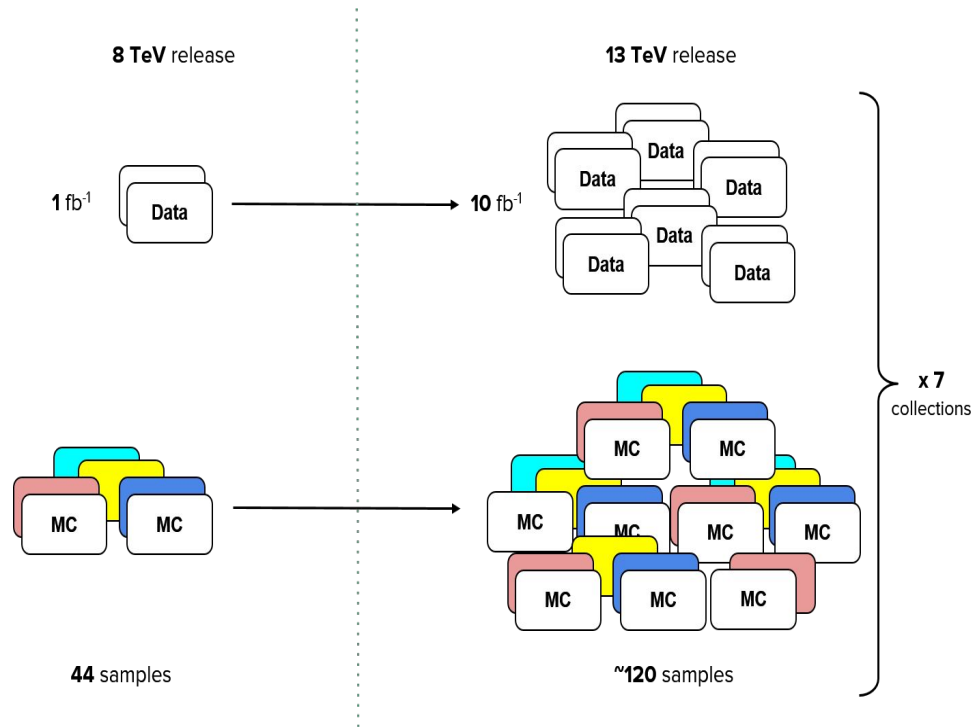 8 TeV release
13 TeV release
1 fb-1
Data
10 fb-1
Data
Data
Data
Data
Data
Data
x 7
collections
MC
MC
MC
MC
MC
MC
MC
MC
MC
MC
MC
44 samples
~120 samples